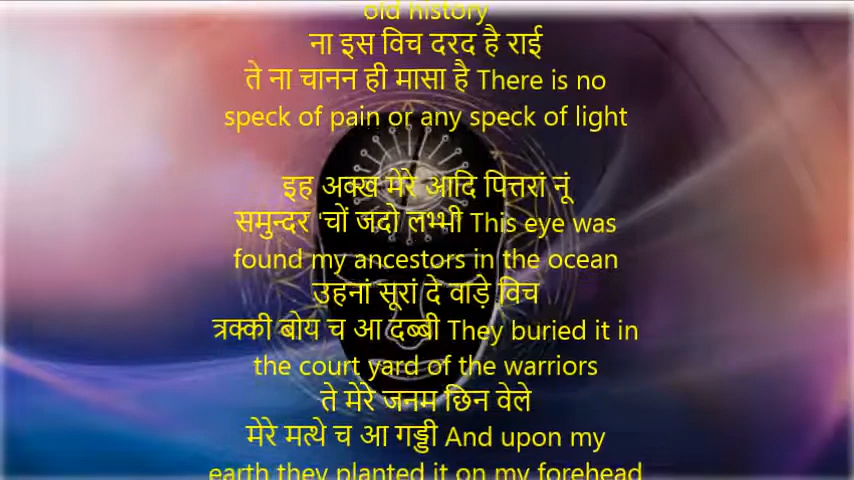 old history
ना इस विच दरद है राई
ते ना चानन ही मासा है There is no
speck of pain or any speck of light
इह अक्ख मेरे आदि पित्तरां नूं
समुन्दर 'चों जदो लभ्भी This eye was
found my ancestors in the ocean
उहनां सूरां दे वाड़े विच
त्रक्की बोय च आ दब्बी They buried it in
the court yard of the warriors
ते मेरे जनम छिन वेले
मेरे मत्थे च आ गड्डी And upon my
earth they planted it on my forehead